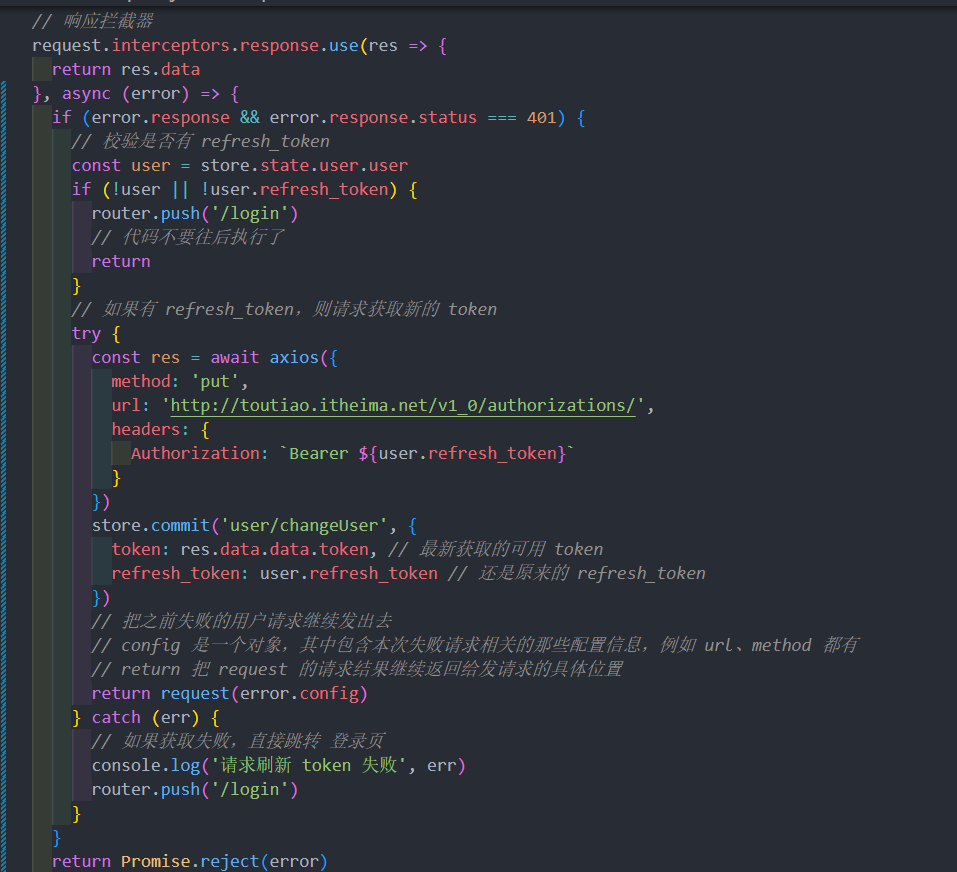 // 响应拦截器
request.interceptors.response.use(res => {
return res.data
}, async (error) => {
if (error.response && error.response.status === 401) {
// 校验是否有 refresh_token
const user = store.state.user.user
if (!user || !user.refresh_token) {
router.push('/login')
// 代码不要往后执行了
return
}
// 如果有 refresh_token，则请求获取新的 token
try {
const res = await axios({
method: 'put',
url: 'http://toutiao.itheima.net/v1_0/authorizations/',
headers: {
Authorization: `Bearer ${user.refresh_token}`
}
})
store.commit('user/changeUser', {
token: res.data.data.token, // 最新获取的可用 token
refresh_token: user.refresh_token // 还是原来的 refresh_token
})
// 把之前失败的用户请求继续发出去
// config 是一个对象，其中包含本次失败请求相关的那些配置信息，例如 url、method 都有
// return 把 request 的请求结果继续返回给发请求的具体位置
return request(error.config)
} catch (err) {
// 如果获取失败，直接跳转 登录页
console.log('请求刷新 token 失败', err)
router.push('/login')
}
}
return Promise.reject(error)